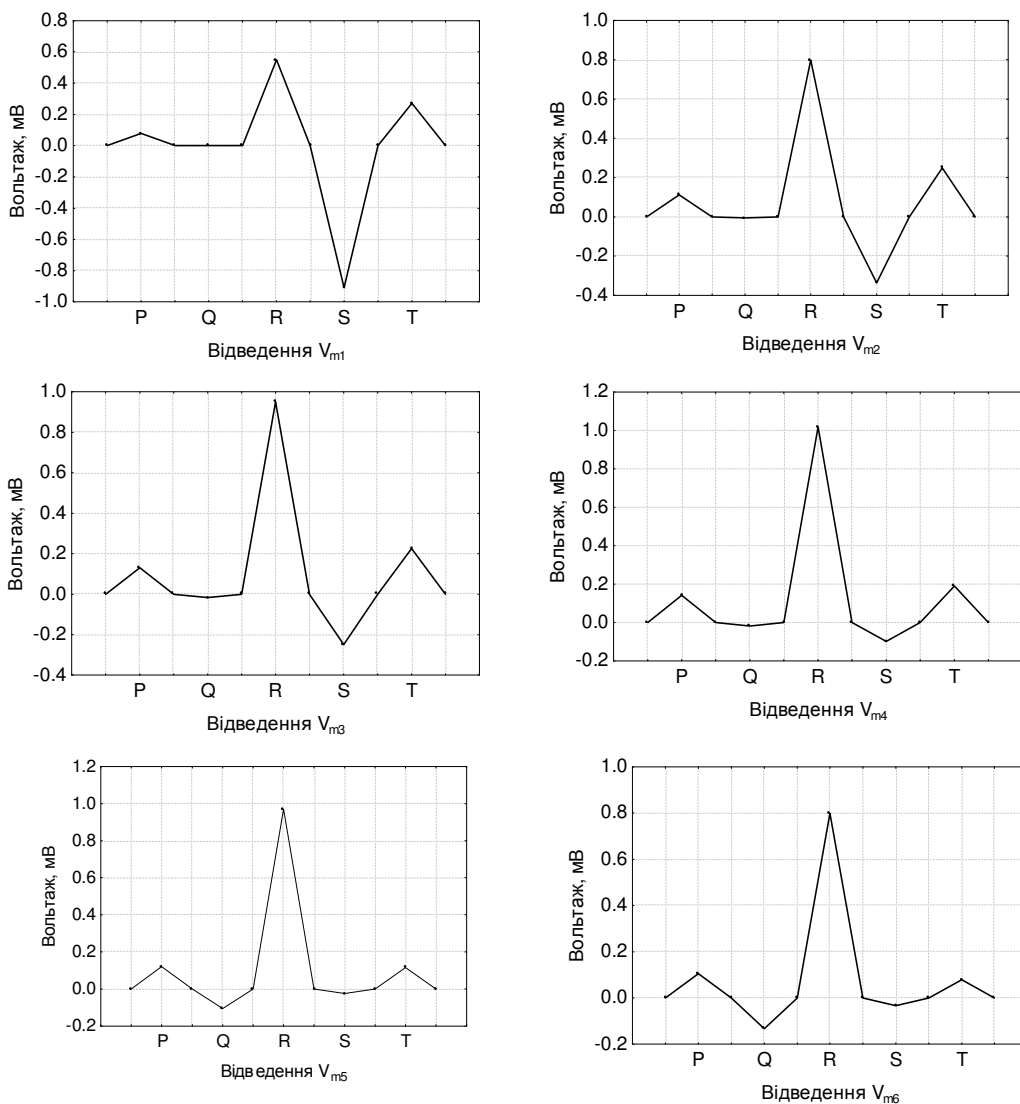 Вольтаж, мВ
0.8
0.6
0.4
0.2
0.0
-0.2
-0.4
-0.6
-0.8
-1.0
P Q R S T
Відведення Vm1
Вольтаж, мВ
1.0
0.8
0.6
0.4
0.2
0.0
-0.2
-0.4
P Q R S T
Відведення Vm2
Вольтаж, мВ
1.0
0.8
0.6
0.4
0.2
0.0
-0.2
-0.4
P Q R S T
Відведення Vm3
Вольтаж, мВ
1.2
1.0
0.8
0.6
0.4
0.2
0.0
-0.2
P Q R S T
Відведення Vm4
Вольтаж, мВ
1.2
1.0
0.8
0.6
0.4
0.2
0.0
-0.2
P Q R S T
Відведення Vm5
Вольтаж, мВ
1.0
0.8
0.6
0.4
0.2
0.0
-0.2
P Q R S T
Відведення Vm6